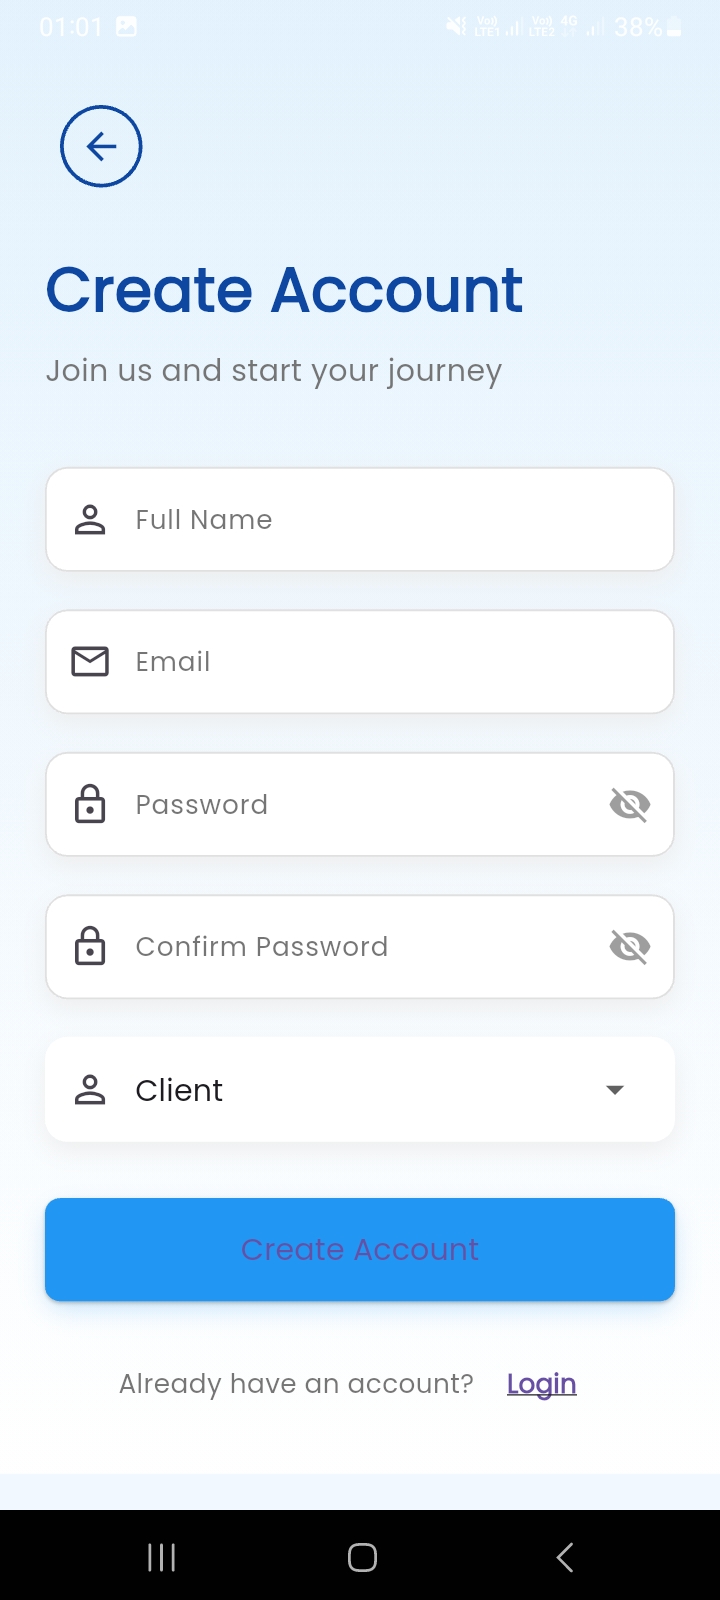 01:01 Vo)) LTE1 Vo)) LTE2 4G 38%
Create Account
Join us and start your journey
Full Name
Email
Password
Confirm Password
Client
Create Account
Already have an account? Login